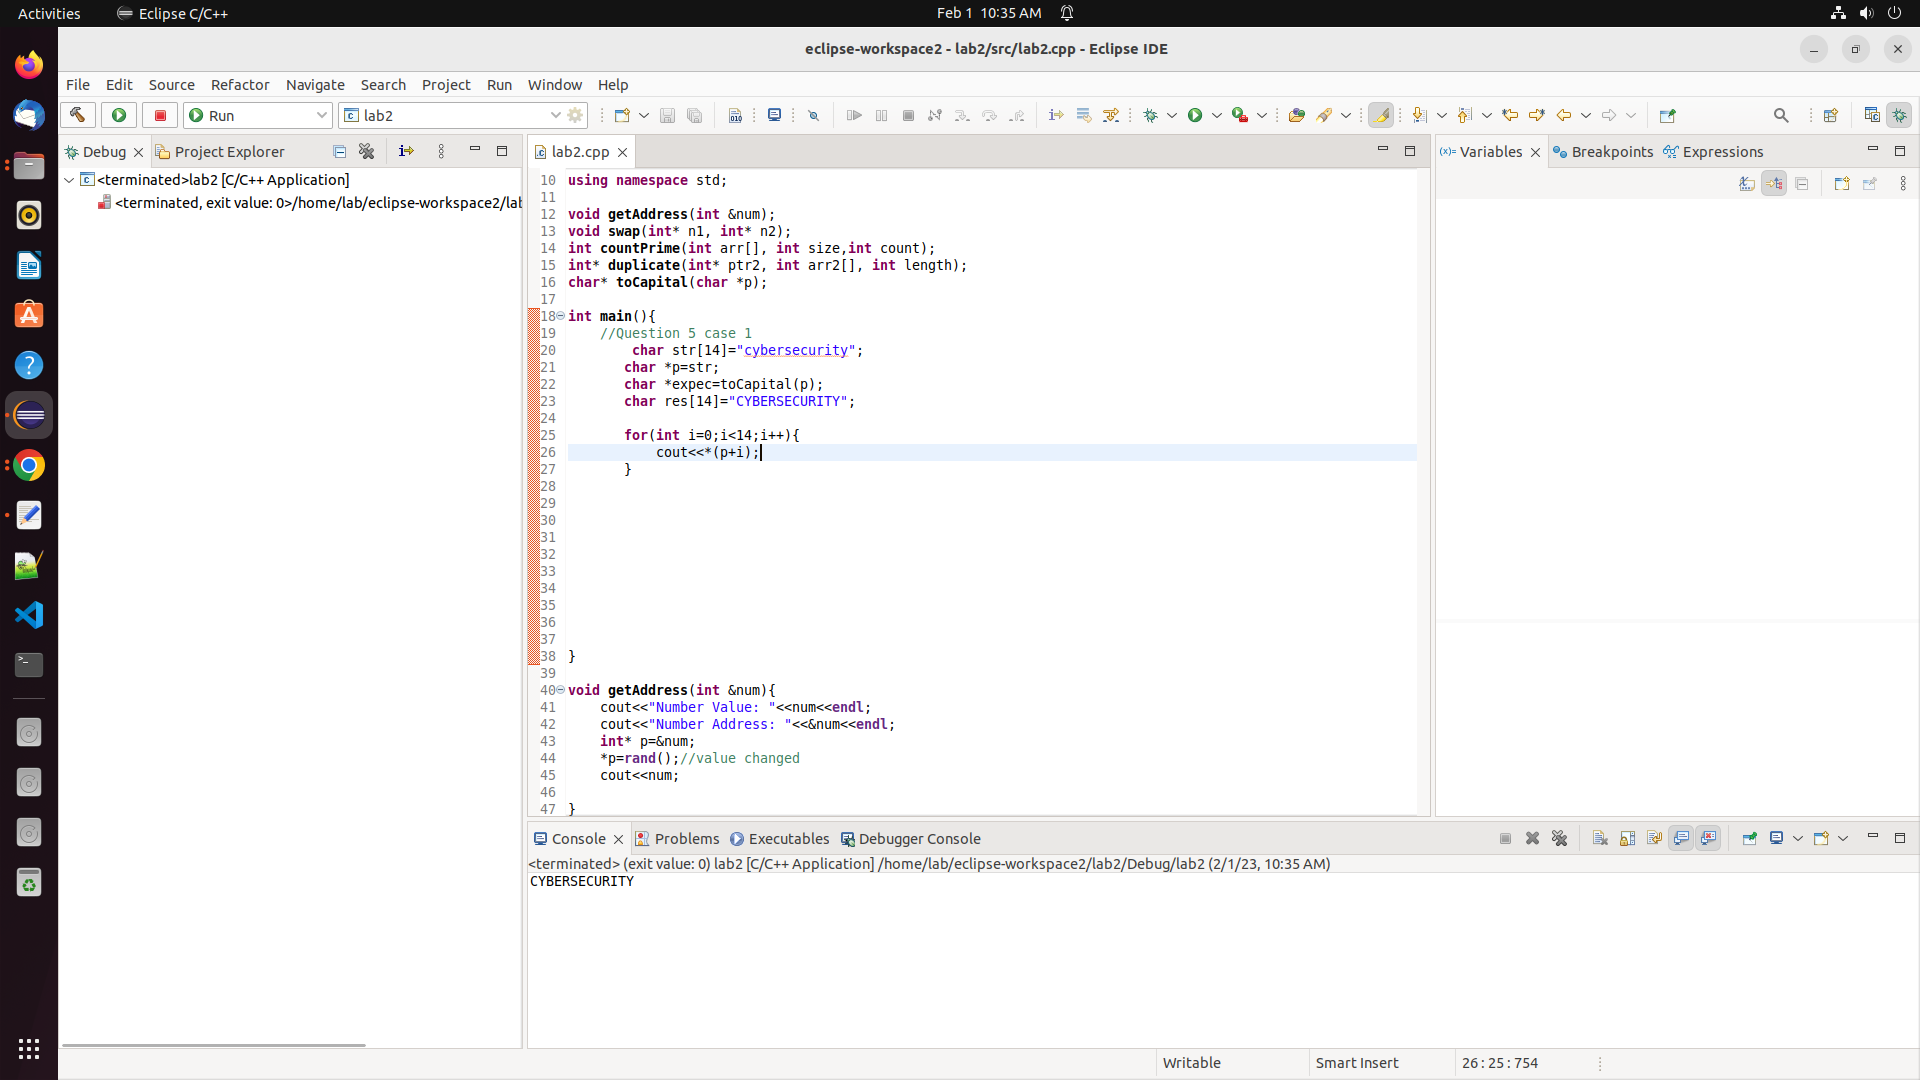 Activities
Eclipse C/C++
Feb 1 10:35 AM
eclipse-workspace2 - lab2/src/lab2.cpp - Eclipse IDE
File Edit Source Refactor Navigate Search Project Run Window Help
Run
lab2
Debug
Project Explorer
<terminated>lab2 [C/C++ Application]
<terminated, exit value: 0>/home/lab/eclipse-workspace2/lab
lab2.cpp
10 using namespace std;
11
12 void getAddress(int &num);
13 void swap(int* n1, int* n2);
14 int countPrime(int arr[], int size,int count);
15 int* duplicate(int* ptr2, int arr2[], int length);
16 char* toCapital(char *p);
17
18 int main(){
19 //Question 5 case 1
20 char str[14]="cybersecurity";
21 char *p=str;
22 char *expec=toCapital(p);
23 char res[14]="CYBERSECURITY";
24
25 for(int i=0;i<14;i++){
26 cout<<*(p+i);
27 }
28
29
30
31
32
33
34
35
36
37
38 }
39
40 void getAddress(int &num){
41 cout<<"Number Value: "<<num<<endl;
42 cout<<"Number Address: "<<&num<<endl;
43 int* p=&num;
44 *p=rand();//value changed
45 cout<<num;
46
47 }
Variables
Breakpoints
Expressions
Console
Problems
Executables
Debugger Console
<terminated> (exit value: 0) lab2 [C/C++ Application] /home/lab/eclipse-workspace2/lab2/Debug/lab2 (2/1/23, 10:35 AM)
CYBERSECURITY
Writable
Smart Insert
26 : 25 : 754